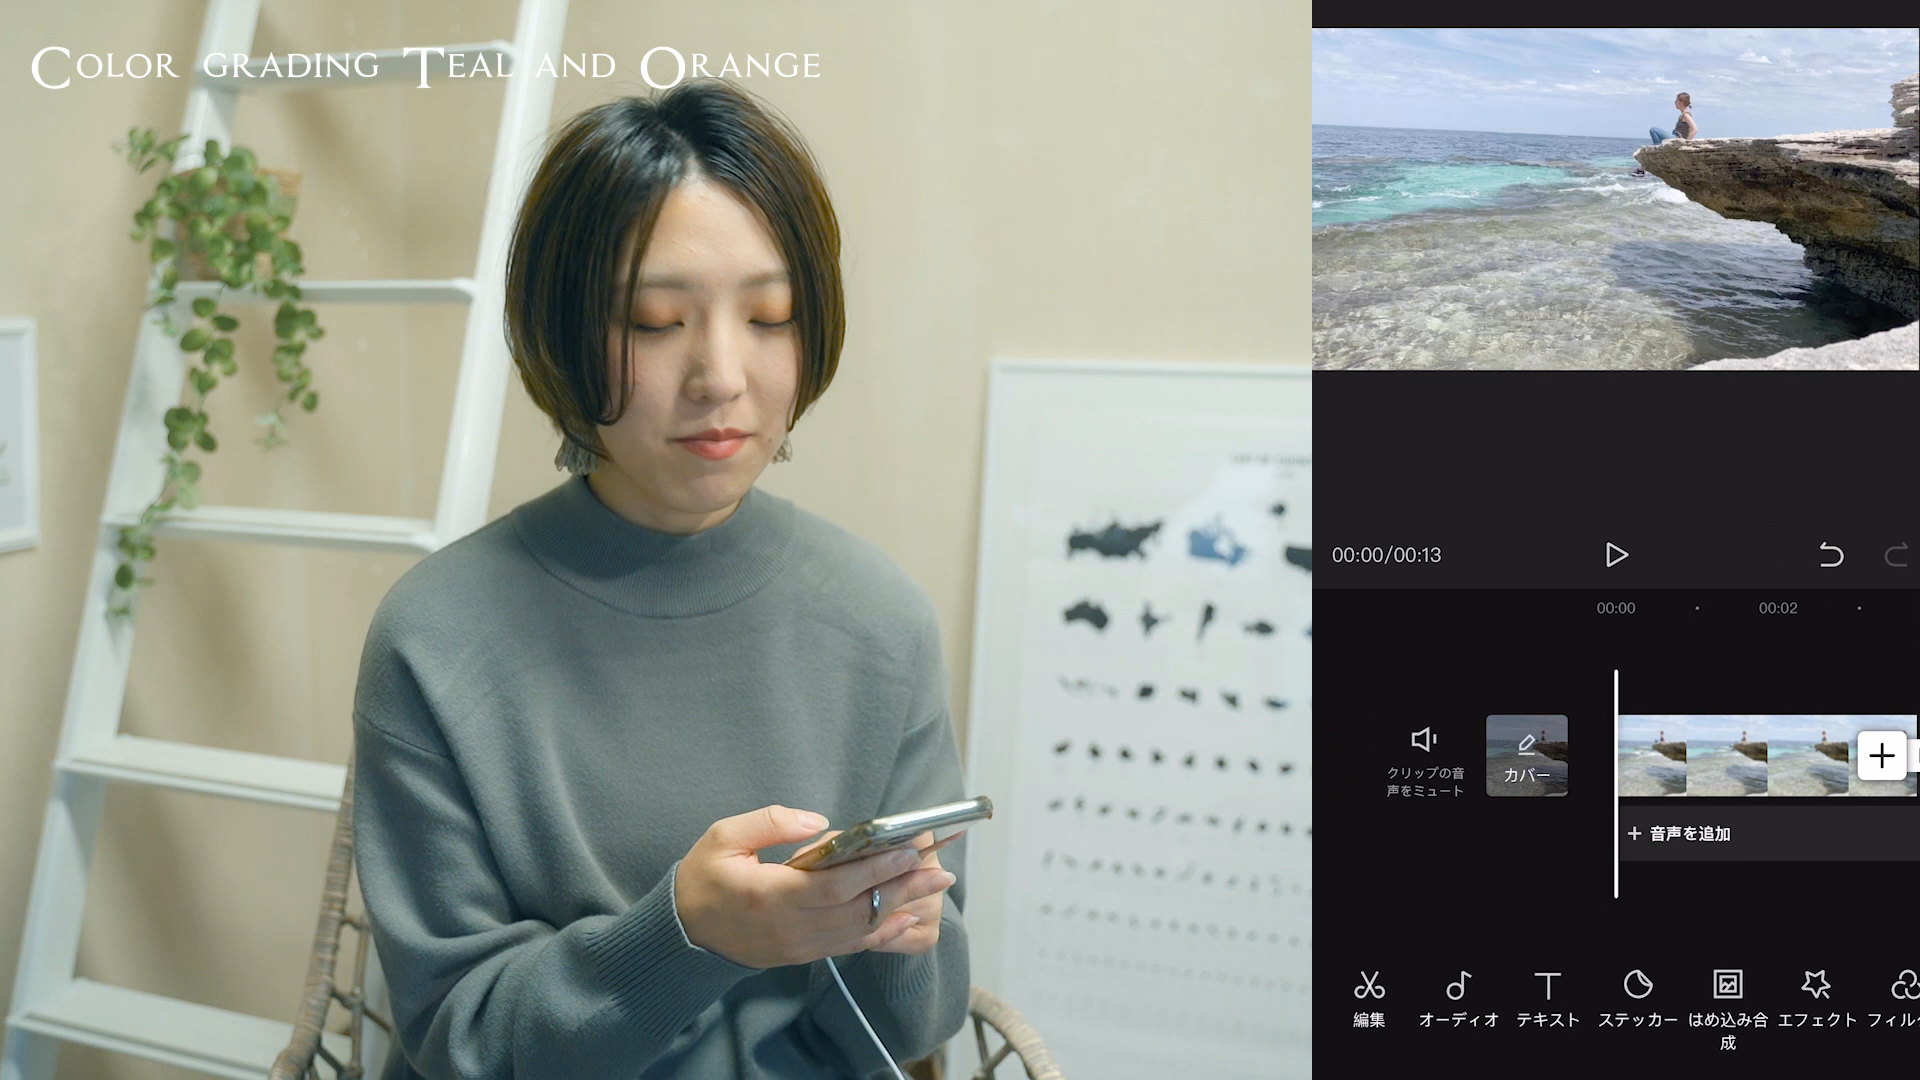 Color grading Teal and Orange
00:00/00:13
00:00
00:02
クリップの音
声をミュート
カバー
+ 音声を追加
編集
オーディオ
テキスト
ステッカー
はめ込み合
成
エフェクト